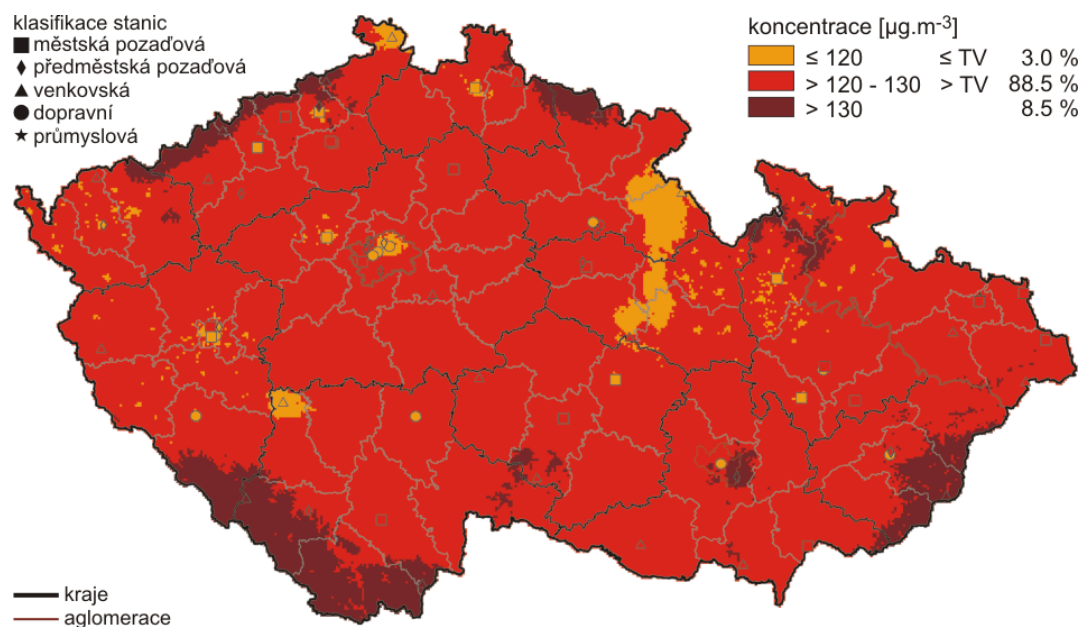 klasifikace stanic
městská pozaďová
předměstská pozaďová
venkovská
dopravní
průmyslová
koncentrace [µg.m-3]
≤ 120 ≤ TV 3.0 %
> 120 - 130 > TV 88.5 %
> 130 8.5 %
kraje
aglomerace